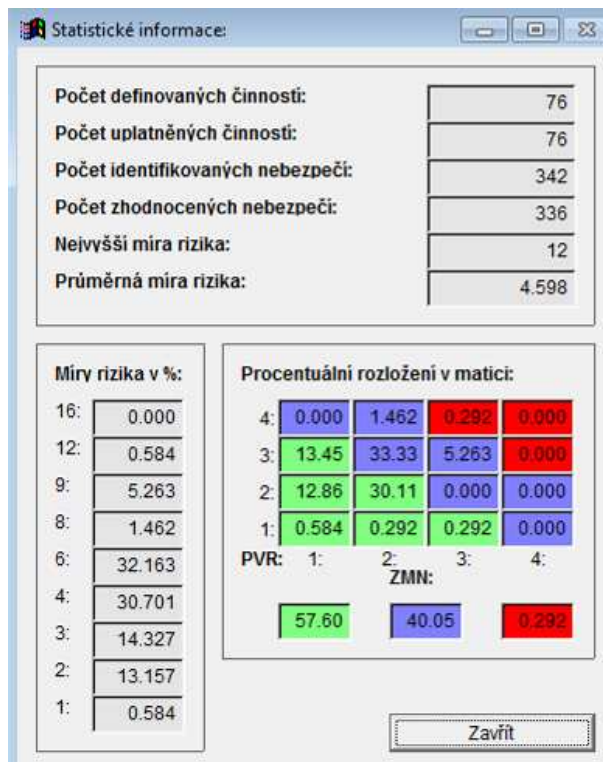 Statistické informace:
Počet definovaných činností: 76
Počet uplatněných činností: 76
Počet identifikovaných nebezpečí: 342
Počet zhodnocených nebezpečí: 336
Nejvyšší míra rizika: 12
Průměrná míra rizika: 4.598
Míry rizika v %:
16: 0.000
12: 0.584
9: 5.263
8: 1.462
6: 32.163
4: 30.701
3: 14.327
2: 13.157
1: 0.584
Procentuální rozložení v matici:
4: 0.000 1.462 0.292 0.000
3: 13.45 33.33 5.263 0.000
2: 12.86 30.11 0.000 0.000
1: 0.584 0.292 0.292 0.000
PVR: 1: 2: 3: 4:
ZMN:
57.60 40.05 0.292
Zavřít